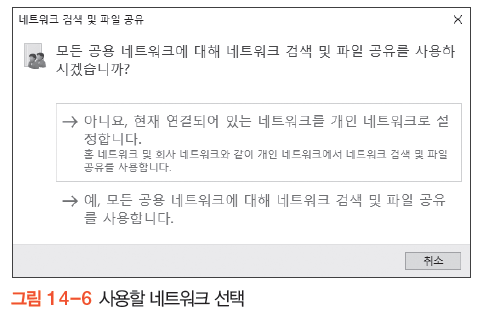 네트워크 검색 및 파일 공유
모든 공용 네트워크에 대해 네트워크 검색 및 파일 공유를 사용하
시겠습니까?
→ 아니요, 현재 연결되어 있는 네트워크를 개인 네트워크로 설
정합니다.
홈 네트워크 및 회사 네트워크와 같이 개인 네트워크에서 네트워크 검색 및 파일
공유를 사용합니다.
→ 예, 모든 공용 네트워크에 대해 네트워크 검색 및 파일 공유
를 사용합니다.
취소
그림 14-6 사용할 네트워크 선택